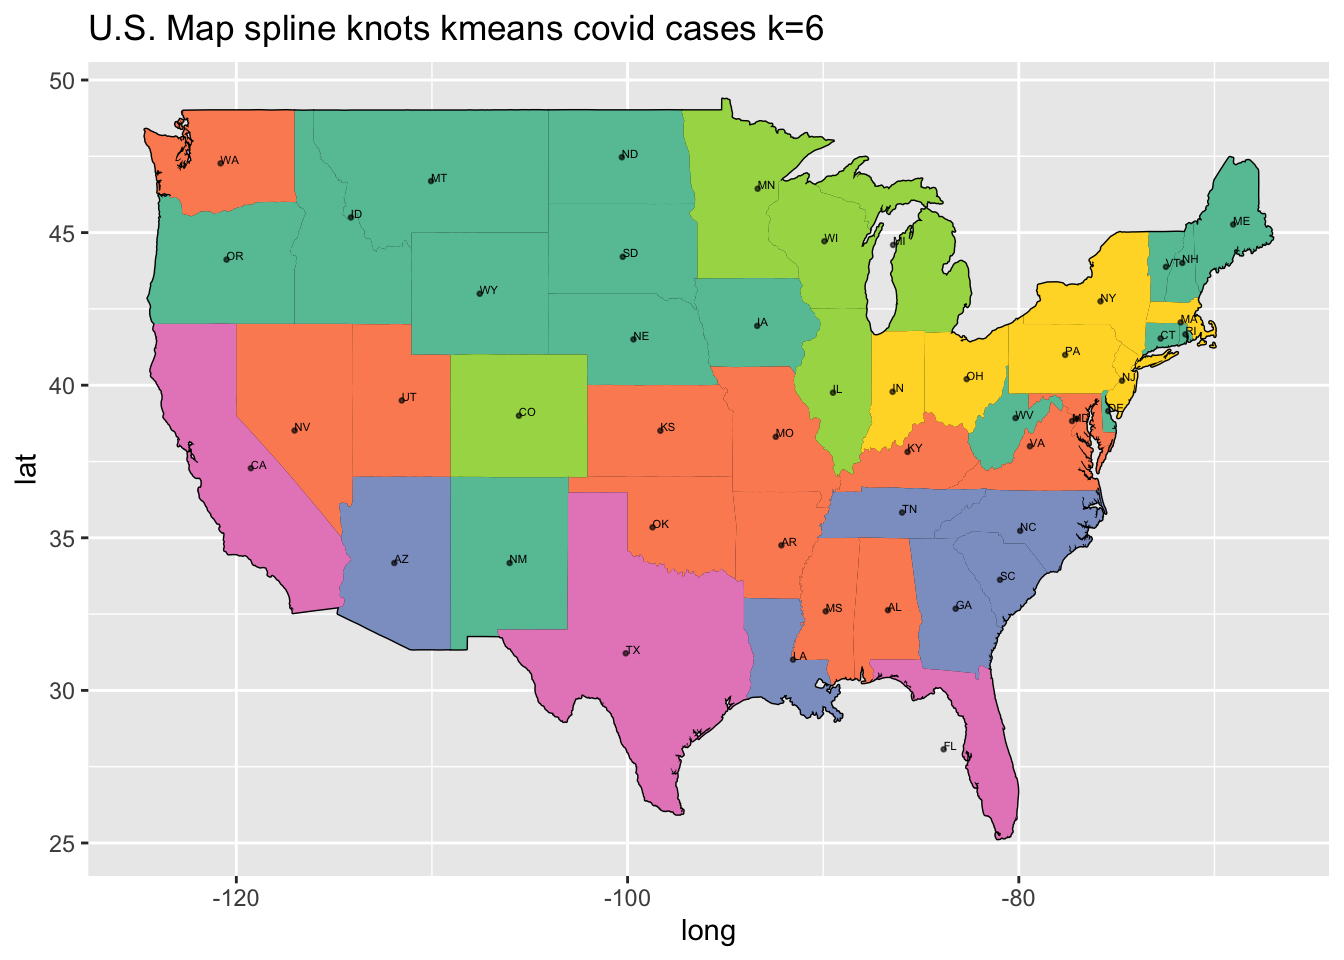 U.S. Map spline knots kmeans covid cases k=6
50
45
40
35
30
25
lat
WA
MT
ND
MN
ID
OR
SD
WI
MI
ME
VT
NH
WY
NY
IA
NE
MA
RI
CT
PA
UT
CO
IL
IN
OH
NJ
DE
NV
KS
MO
WV
MD
VA
KY
CA
OK
TN
NC
AZ
NM
AR
SC
MS
AL
GA
TX
LA
FL
-120
-100
-80
long